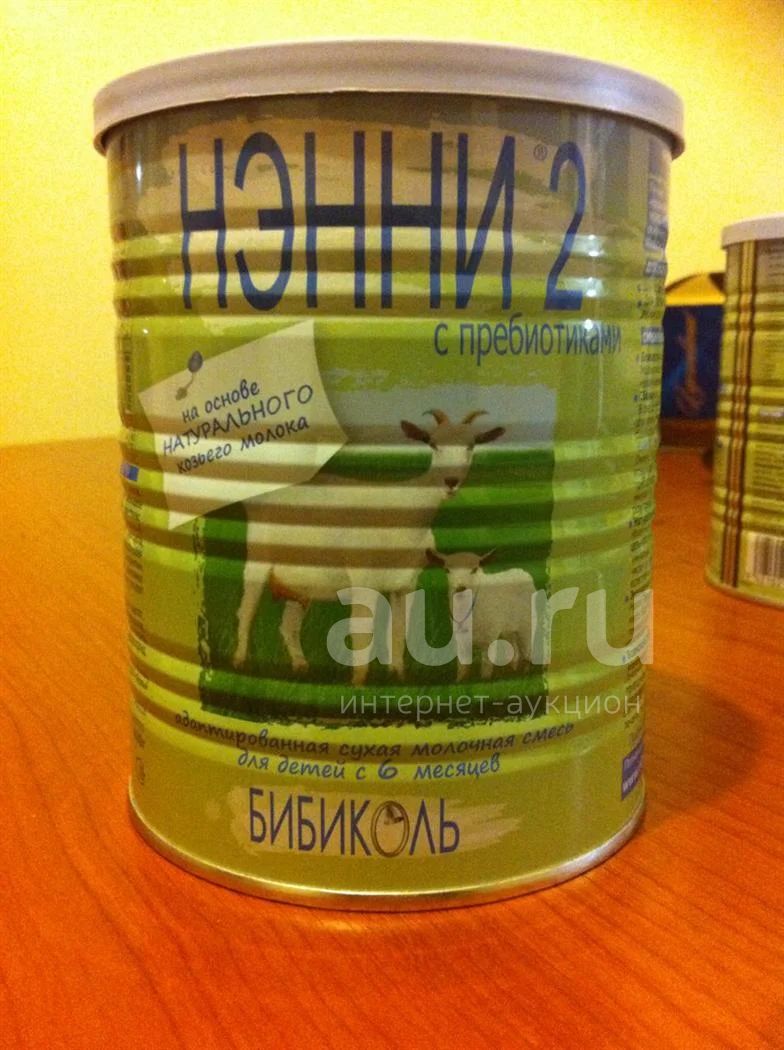 НЭННИ® 2
с пребиотиками
на основе
НАТУРАЛЬНОГО
козьего молока
au.ru
интернет-аукцион
адаптированная сухая молочная смесь
для детей с 6 месяцев
БИБИКОЛЬ